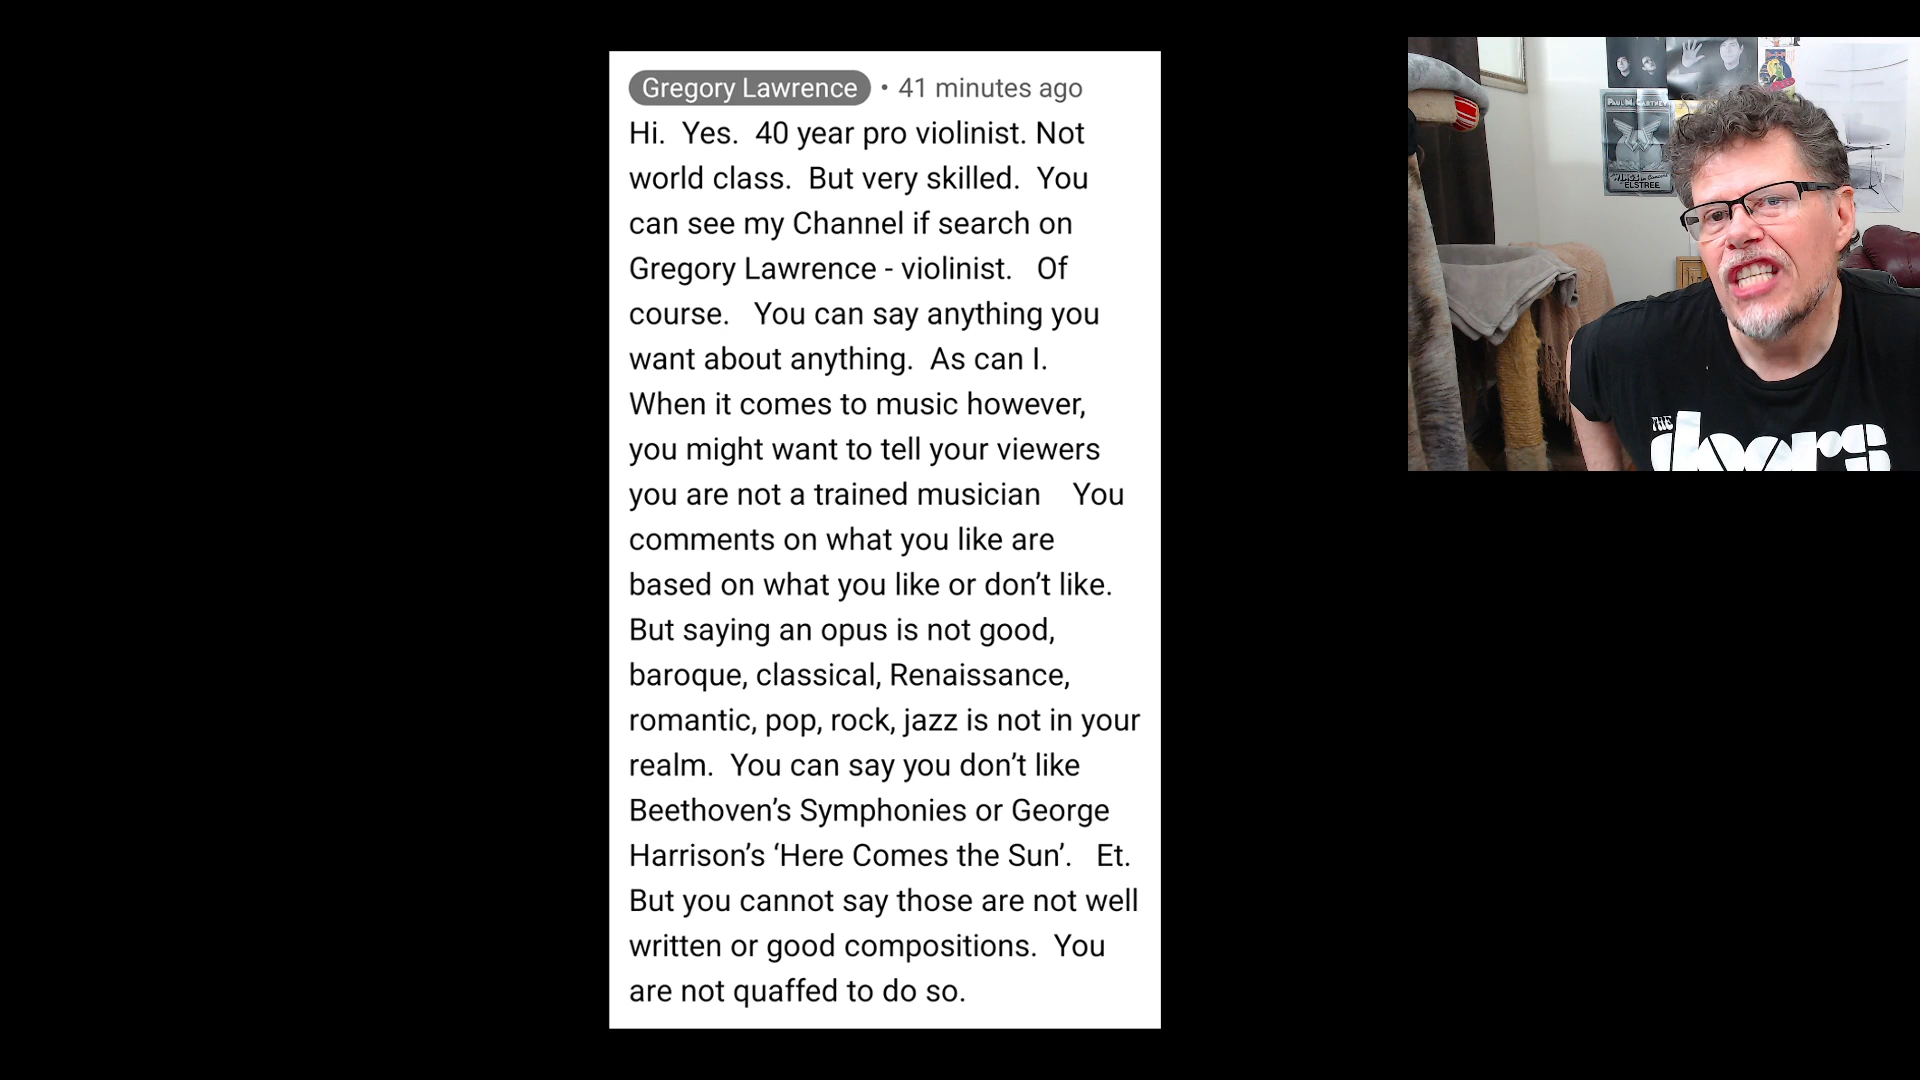 Gregory Lawrence • 41 minutes ago
Hi.  Yes.  40 year pro violinist. Not
world class.  But very skilled.  You
can see my Channel if search on
Gregory Lawrence - violinist.   Of
course.   You can say anything you
want about anything.  As can I.
When it comes to music however,
you might want to tell your viewers
you are not a trained musician    You
comments on what you like are
based on what you like or don’t like.
But saying an opus is not good,
baroque, classical, Renaissance,
romantic, pop, rock, jazz is not in your
realm.  You can say you don’t like
Beethoven’s Symphonies or George
Harrison’s ‘Here Comes the Sun’.   Et.
But you cannot say those are not well
written or good compositions.  You
are not quaffed to do so.
PAUL McCARTNEY
ELSTREE
THE
doors